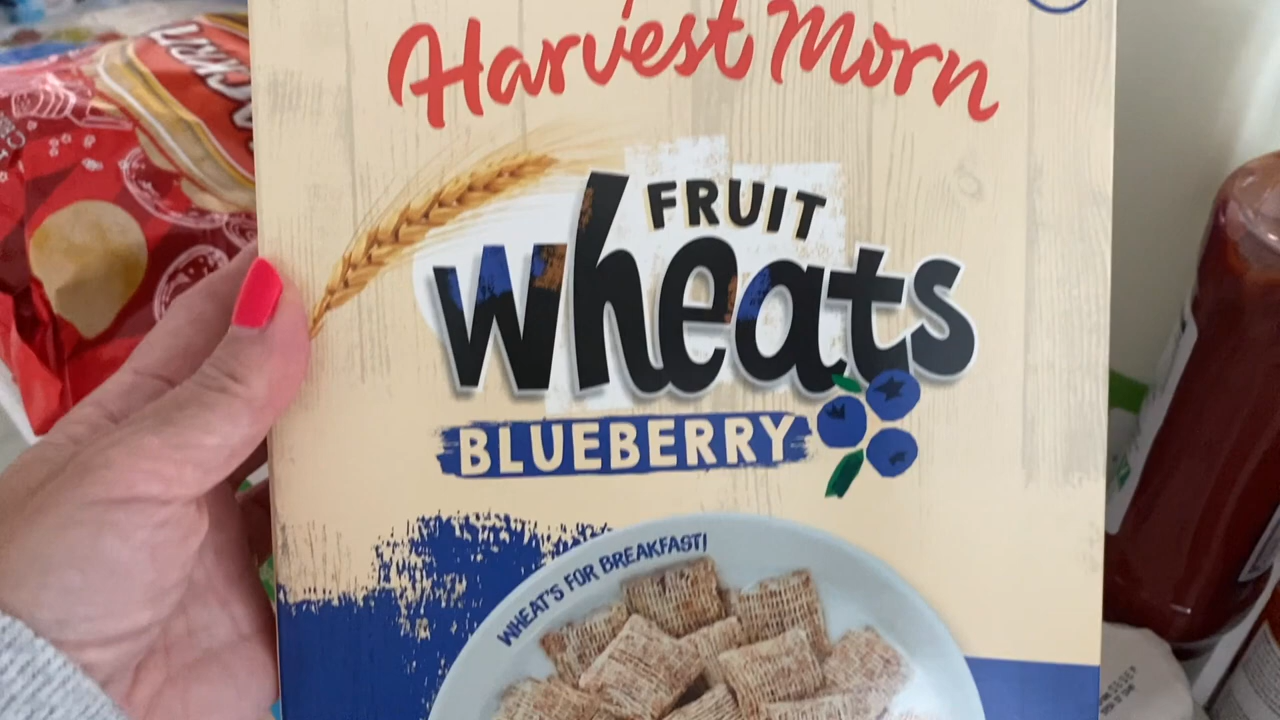 Harvest Morn
FRUIT
Wheats
BLUEBERRY
WHEAT'S FOR BREAKFAST!